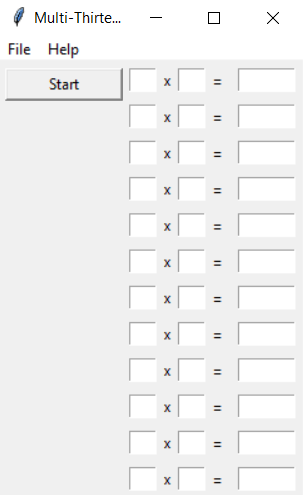 Multi-Thirte...
File Help
Start
x =
x =
x =
x =
x =
x =
x =
x =
x =
x =
x =
x =